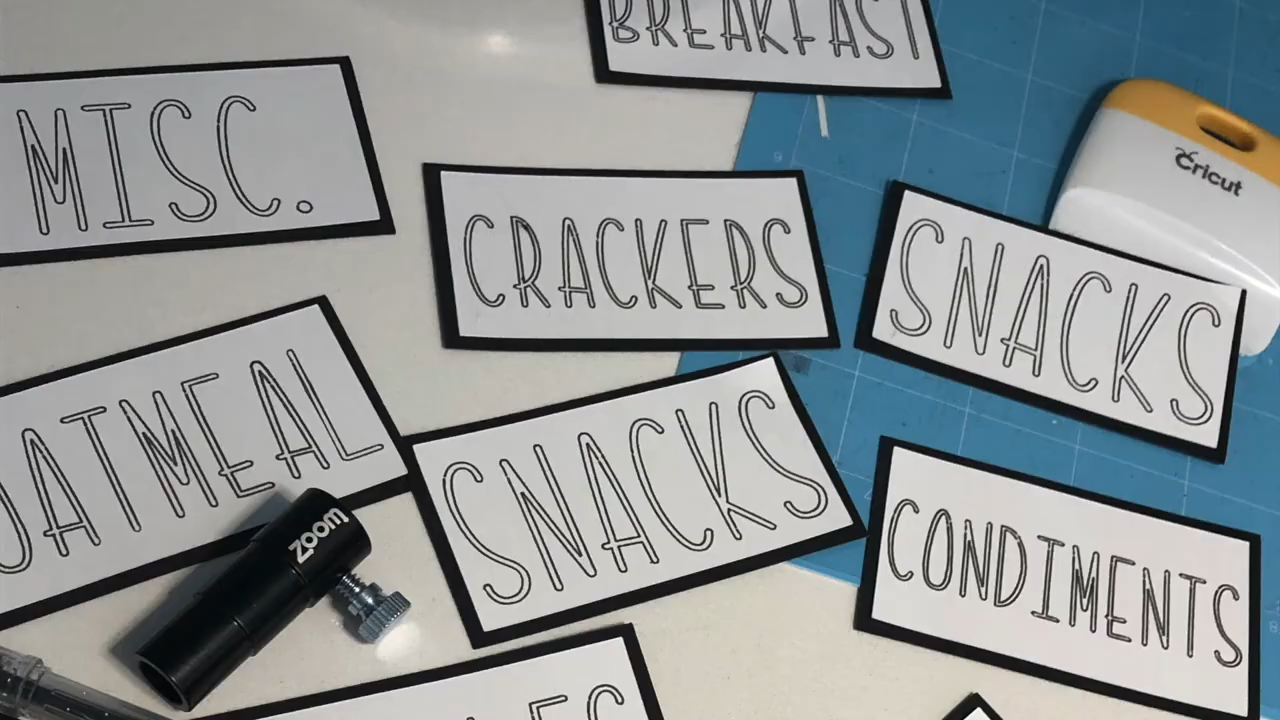 BREAKFAST
MISC.
CRACKERS
Cricut
SNACKS
OATMEAL
SNACKS
zoom
CONDIMENTS